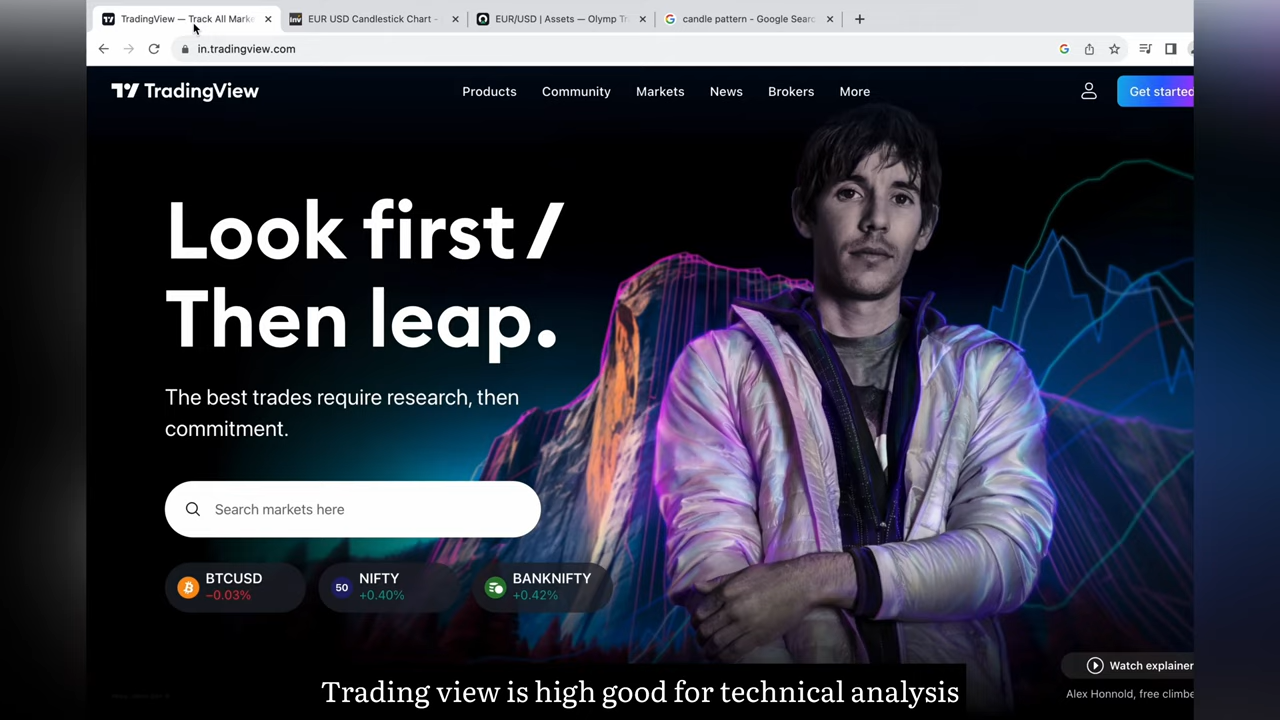 TradingView — Track All Marke
EUR USD Candlestick Chart -
EUR/USD | Assets — Olymp Tr
candle pattern - Google Searc
in.tradingview.com
TradingView
Products
Community
Markets
News
Brokers
More
Get started
Look first /
Then leap.
The best trades require research, then
commitment.
Search markets here
BTCUSD
−0.03%
50
NIFTY
+0.40%
BANKNIFTY
+0.42%
Watch explainer
Alex Honnold, free climbe
Trading view is high good for technical analysis